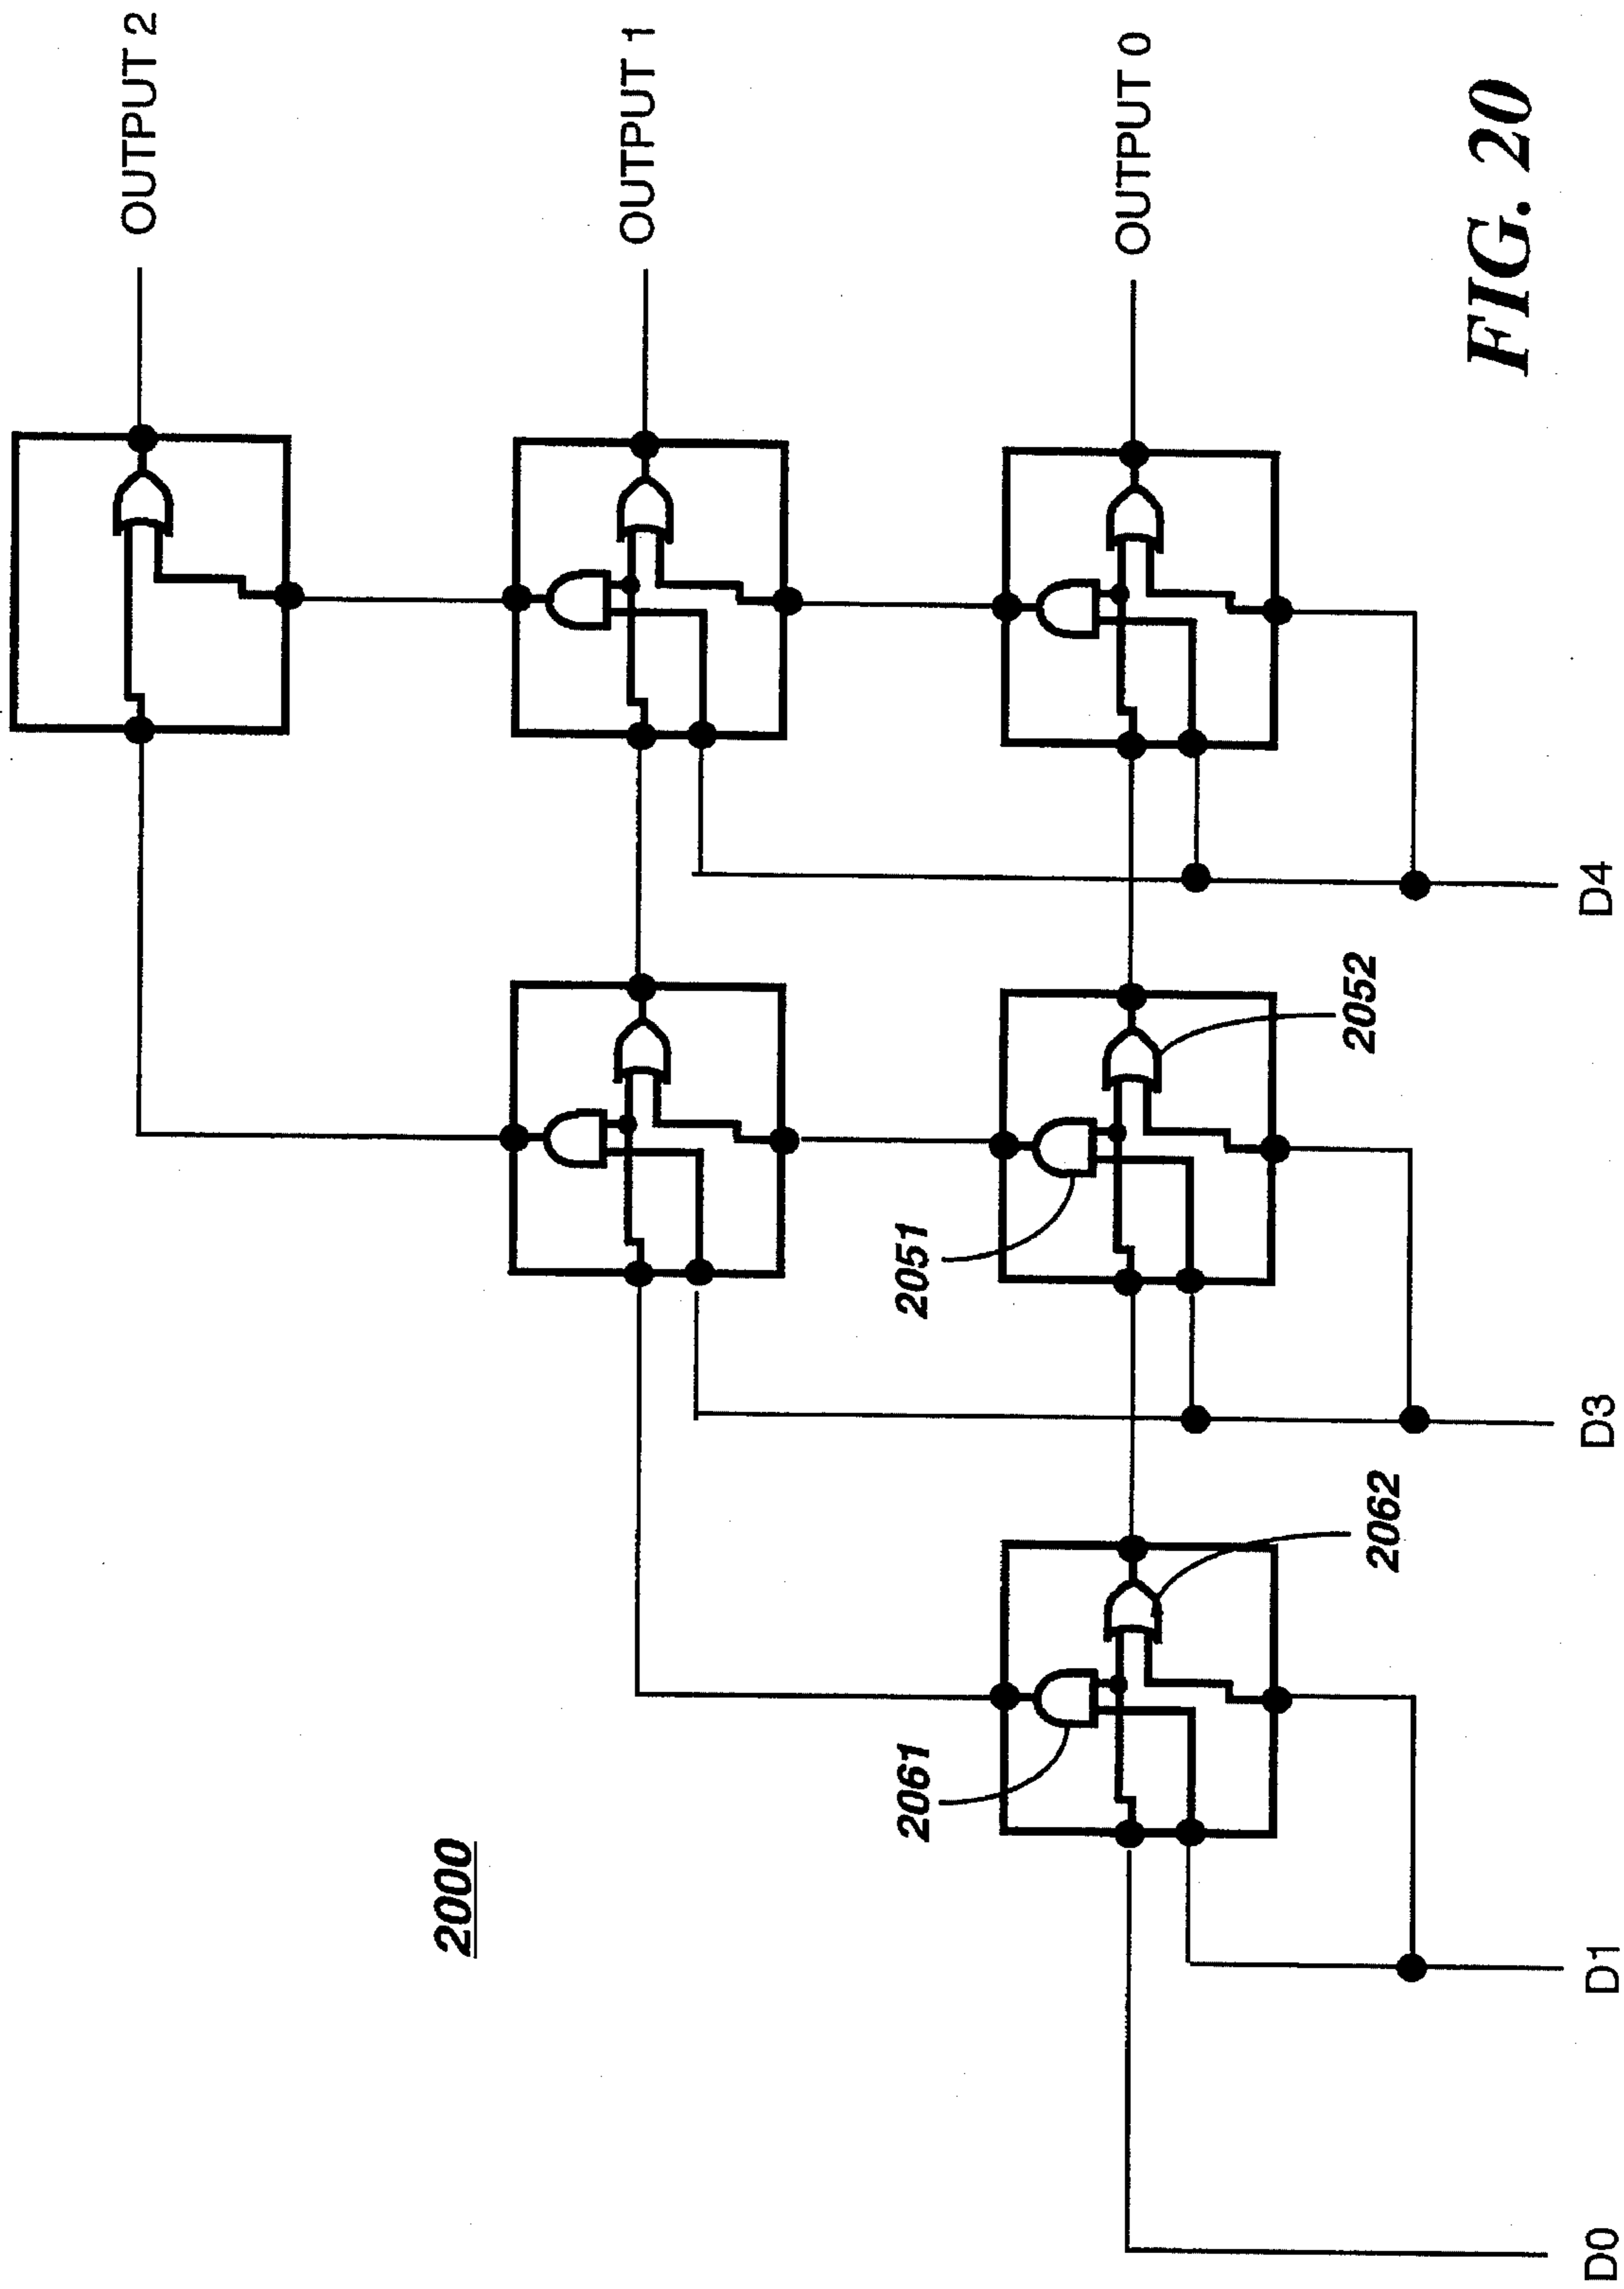 2000
OUTPUT 2
OUTPUT 1
OUTPUT 0
2061
2062
2051
2052
D0
D1
D3
D4
FIG. 20